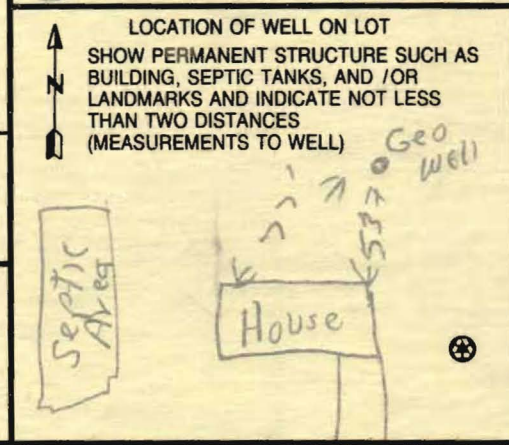 LOCATION OF WELL ON LOT
SHOW PERMANENT STRUCTURE SUCH AS
BUILDING, SEPTIC TANKS, AND /OR
LANDMARKS AND INDICATE NOT LESS
THAN TWO DISTANCES
(MEASUREMENTS TO WELL)
N
Geo
Well
Septic
Area
House